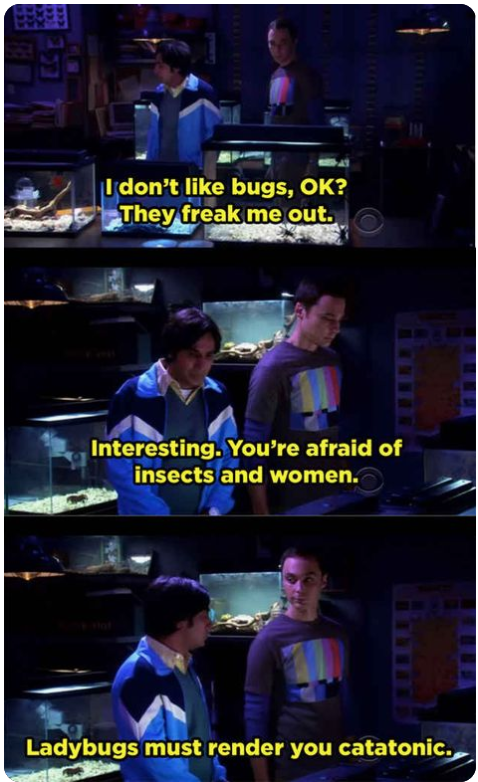 I don't like bugs, OK?
They freak me out.
Interesting. You're afraid of
insects and women.
Ladybugs must render you catatonic.